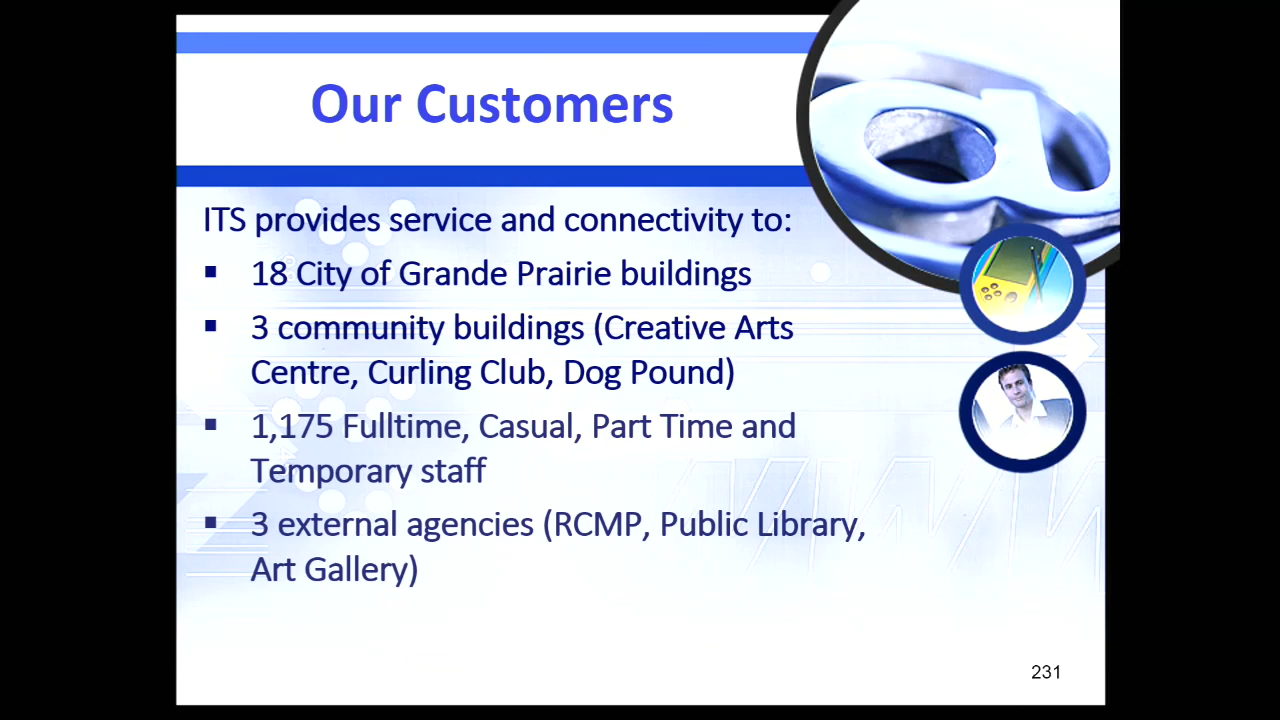 Our Customers
ITS provides service and connectivity to:
▪ 18 City of Grande Prairie buildings
▪ 3 community buildings (Creative Arts
Centre, Curling Club, Dog Pound)
▪ 1,175 Fulltime, Casual, Part Time and
Temporary staff
▪ 3 external agencies (RCMP, Public Library,
Art Gallery)
231